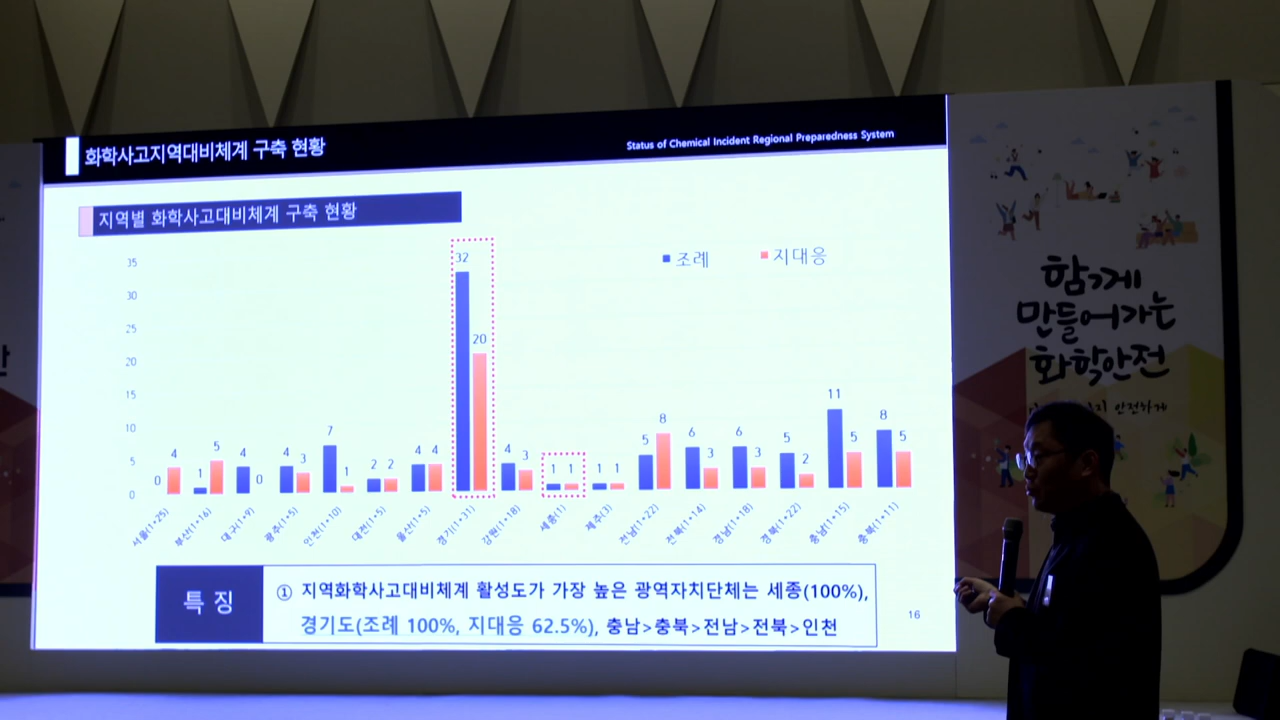 화학사고지역대비체계 구축 현황
Status of Chemical Incident Regional Preparedness System
지역별 화학사고대비체계 구축 현황
조례 지대응
35
30
25
20
15
10
5
0
0 4
1 5
4 0
4 3
7 1
2 2
4 4
32 20
4 3
1 1
1 1
5 8
6 3
6 3
5 2
11 5
8 5
서울(1+25)
부산(1+16)
대구(1+9)
광주(1+5)
인천(1+10)
대전(1+5)
울산(1+5)
경기(1+31)
강원(1+18)
세종(1)
제주(3)
전남(1+22)
전북(1+14)
경남(1+18)
경북(1+22)
충남(1+15)
충북(1+11)
특징
① 지역화학사고대비체계 활성도가 가장 높은 광역자치단체는 세종(100%),
경기도(조례 100%, 지대응 62.5%), 충남>충북>전남>전북>인천
16
함께
만들어가는
화학안전
안전하게